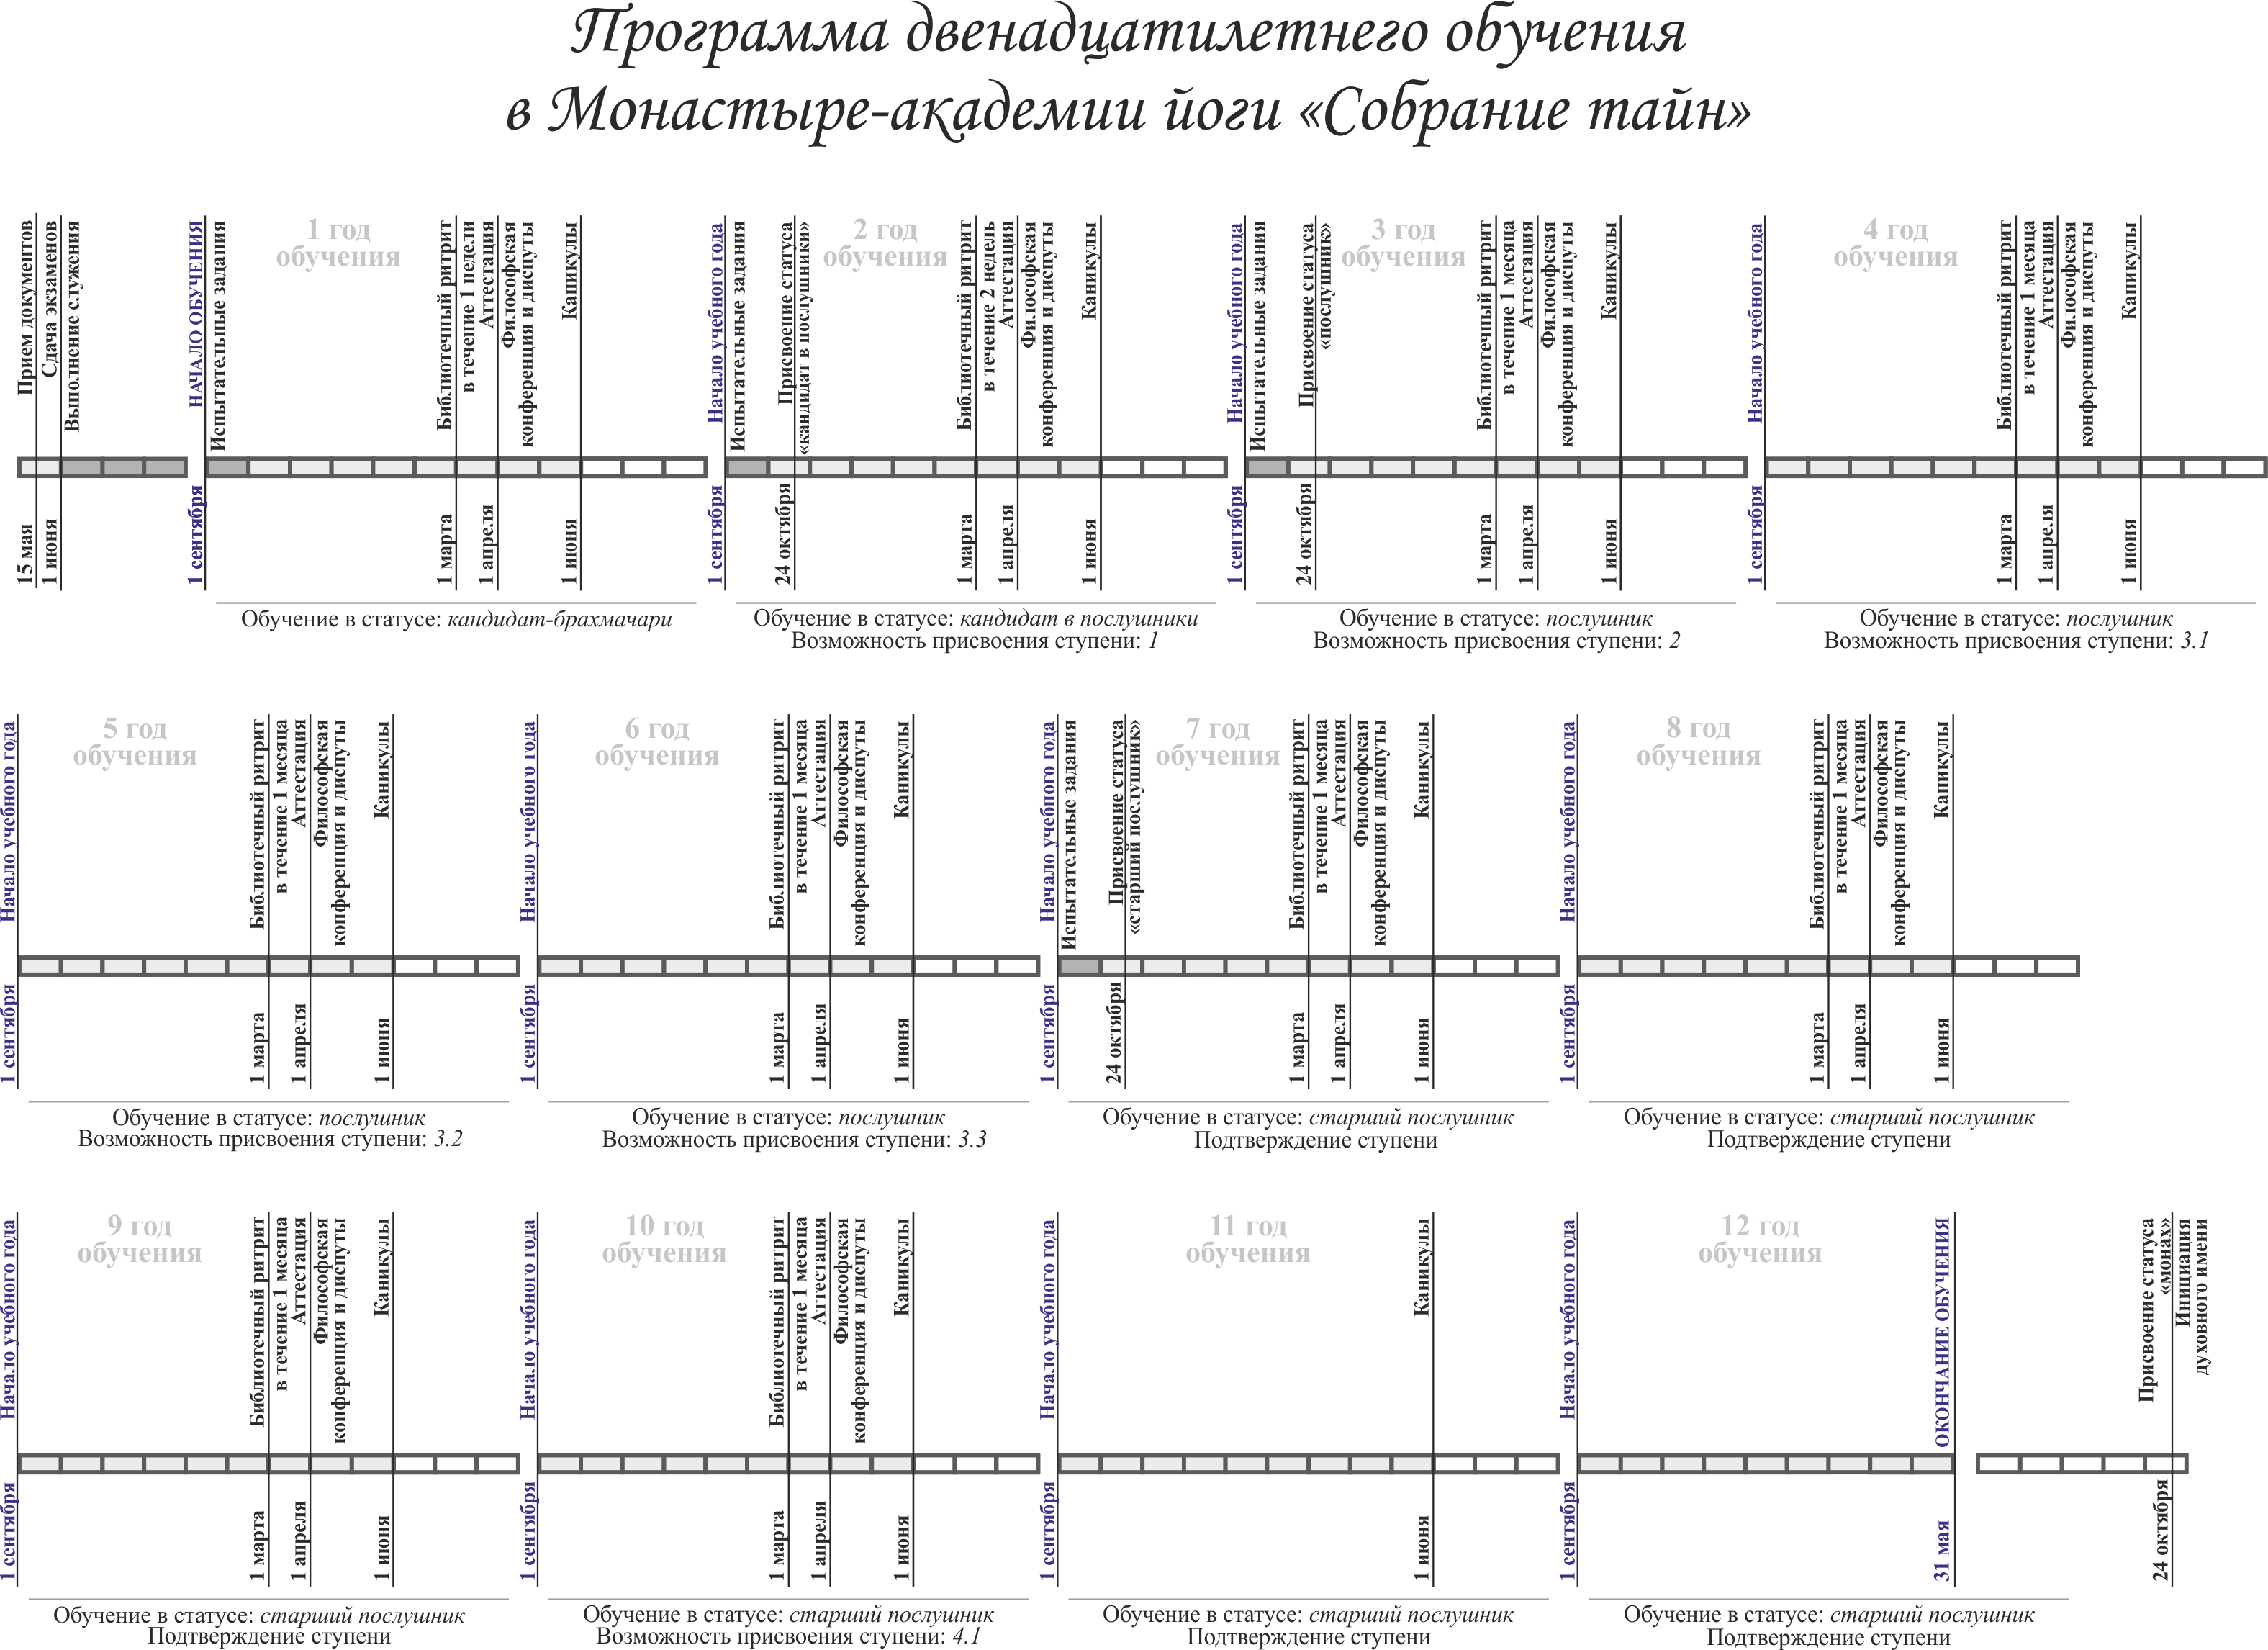 Программа двенадцатилетнего обучения
в Монастыре-академии йоги «Собрание тайн»
Прием документов
Сдача экзаменов
Выполнение служения
15 мая
1 июня
НАЧАЛО ОБУЧЕНИЯ
Испытательные задания
1 год
обучения
Библиотечный ритрит
в течение 1 недели
Аттестация
Философская
конференция и диспуты
Каникулы
1 сентября
1 марта
1 апреля
1 июня
Обучение в статусе: кандидат-брахмачари
Начало учебного года
Испытательные задания
Присвоение статуса
«кандидат в послушники»
2 год
обучения
Библиотечный ритрит
в течение 2 недель
Аттестация
Философская
конференция и диспуты
Каникулы
1 сентября
24 октября
1 марта
1 апреля
1 июня
Обучение в статусе: кандидат в послушники
Возможность присвоения ступени: 1
Начало учебного года
Испытательные задания
Присвоение статуса
«послушник»
3 год
обучения
Библиотечный ритрит
в течение 1 месяца
Аттестация
Философская
конференция и диспуты
Каникулы
1 сентября
24 октября
1 марта
1 апреля
1 июня
Обучение в статусе: послушник
Возможность присвоения ступени: 2
Начало учебного года
4 год
обучения
Библиотечный ритрит
в течение 1 месяца
Аттестация
Философская
конференция и диспуты
Каникулы
1 сентября
1 марта
1 апреля
1 июня
Обучение в статусе: послушник
Возможность присвоения ступени: 3.1
Начало учебного года
5 год
обучения
Библиотечный ритрит
в течение 1 месяца
Аттестация
Философская
конференция и диспуты
Каникулы
1 сентября
1 марта
1 апреля
1 июня
Обучение в статусе: послушник
Возможность присвоения ступени: 3.2
Начало учебного года
6 год
обучения
Библиотечный ритрит
в течение 1 месяца
Аттестация
Философская
конференция и диспуты
Каникулы
1 сентября
1 марта
1 апреля
1 июня
Обучение в статусе: послушник
Возможность присвоения ступени: 3.3
Начало учебного года
Испытательные задания
Присвоение статуса
«старший послушник»
7 год
обучения
Библиотечный ритрит
в течение 1 месяца
Аттестация
Философская
конференция и диспуты
Каникулы
1 сентября
24 октября
1 марта
1 апреля
1 июня
Обучение в статусе: старший послушник
Подтверждение ступени
Начало учебного года
8 год
обучения
Библиотечный ритрит
в течение 1 месяца
Аттестация
Философская
конференция и диспуты
Каникулы
1 сентября
1 марта
1 апреля
1 июня
Обучение в статусе: старший послушник
Подтверждение ступени
Начало учебного года
9 год
обучения
Библиотечный ритрит
в течение 1 месяца
Аттестация
Философская
конференция и диспуты
Каникулы
1 сентября
1 марта
1 апреля
1 июня
Обучение в статусе: старший послушник
Подтверждение ступени
Начало учебного года
10 год
обучения
Библиотечный ритрит
в течение 1 месяца
Аттестация
Философская
конференция и диспуты
Каникулы
1 сентября
1 марта
1 апреля
1 июня
Обучение в статусе: старший послушник
Возможность присвоения ступени: 4.1
Начало учебного года
11 год
обучения
Каникулы
1 сентября
1 июня
Обучение в статусе: старший послушник
Подтверждение ступени
Начало учебного года
12 год
обучения
ОКОНЧАНИЕ ОБУЧЕНИЯ
1 сентября
31 мая
Обучение в статусе: старший послушник
Подтверждение ступени
Присвоение статуса
«монах»
Инициация
духовного имени
24 октября